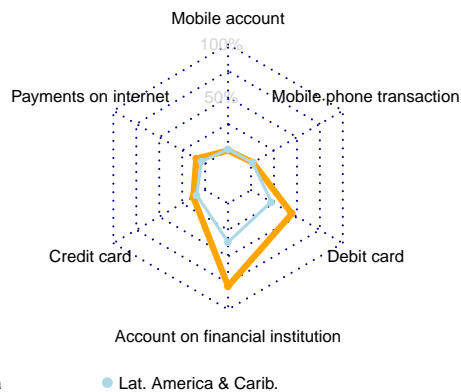 Mobile account
100%
Payments on internet
50%
Mobile phone transaction
Credit card
Debit card
Account on financial institution
Lat. America & Carib.